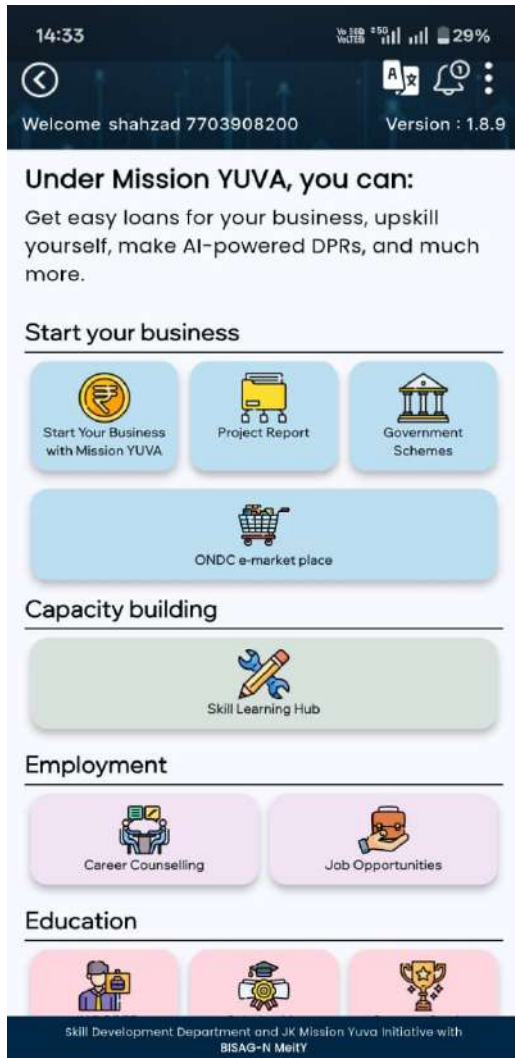 14:33
29%
Welcome shahzad 7703908200
Version : 1.8.9
Under Mission YUVA, you can:
Get easy loans for your business, upskill
yourself, make AI-powered DPRs, and much
more.
Start your business
Start Your Business
with Mission YUVA
Project Report
Government
Schemes
ONDC e-market place
Capacity building
Skill Learning Hub
Employment
Career Counselling
Job Opportunities
Education
Skill Development Department and JK Mission Yuva Initiative with
BISAG-N MeitY